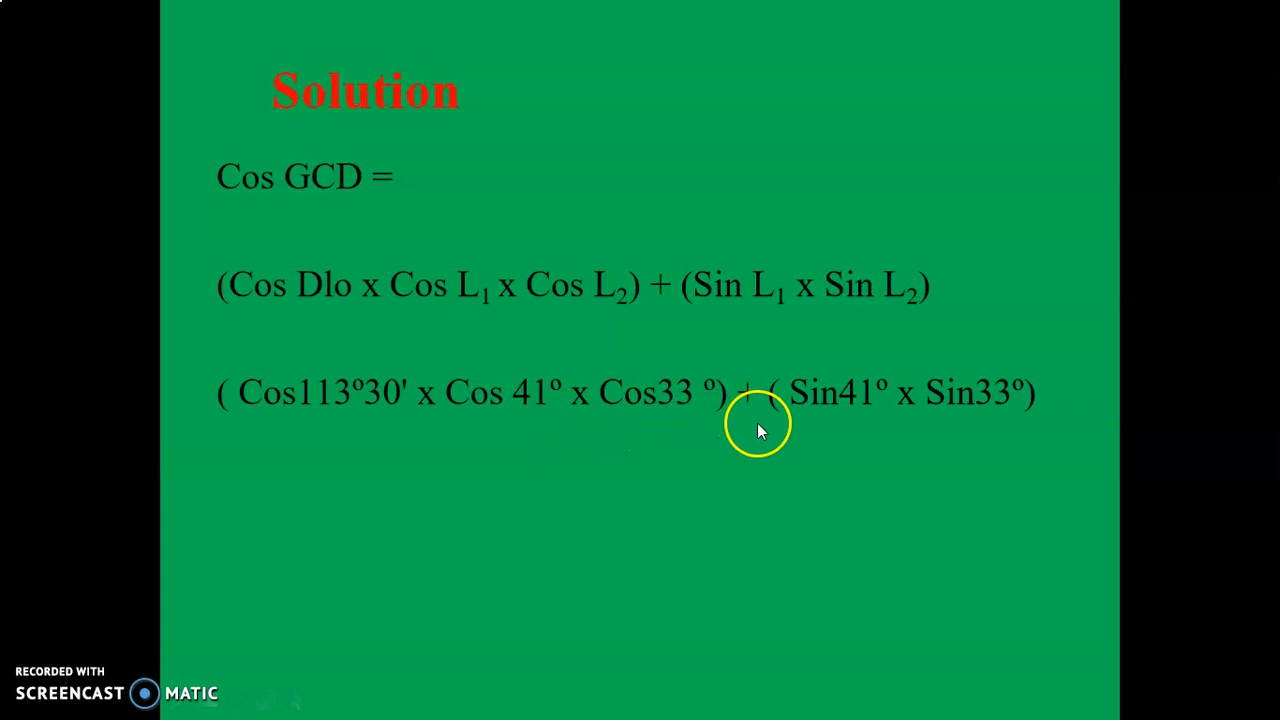 Solution
Cos GCD =
(Cos Dlo x Cos L₁ x Cos L₂) + (Sin L₁ x Sin L₂)
( Cos113º30' x Cos 41º x Cos33 º) + ( Sin41º x Sin33º)
RECORDED WITH
SCREENCAST MATIC